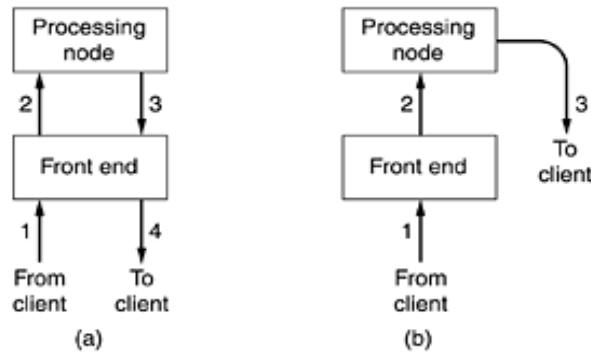 Processing
node
2
3
Front end
1
4
From
client
To
client
(a)
Processing
node
3
2
To
client
Front end
1
From
client
(b)